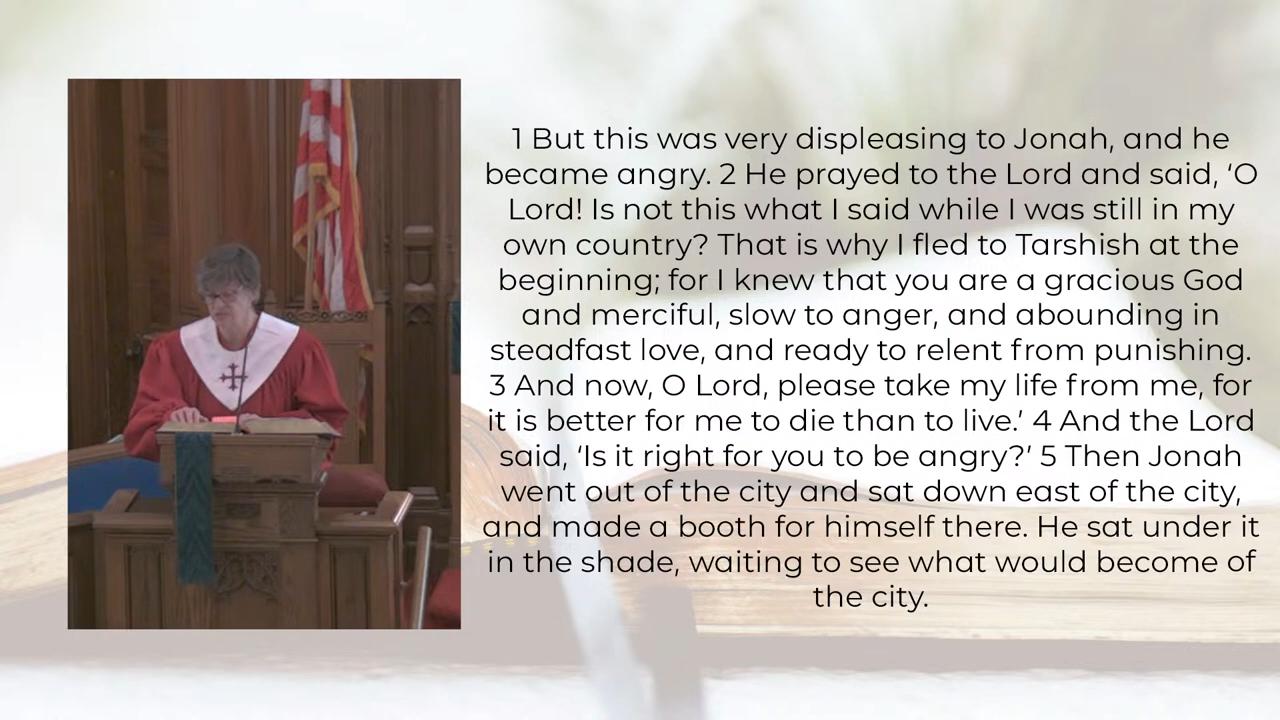 1 But this was very displeasing to Jonah, and he
became angry. 2 He prayed to the Lord and said, ‘O
Lord! Is not this what I said while I was still in my
own country? That is why I fled to Tarshish at the
beginning; for I knew that you are a gracious God
and merciful, slow to anger, and abounding in
steadfast love, and ready to relent from punishing.
3 And now, O Lord, please take my life from me, for
it is better for me to die than to live.’ 4 And the Lord
said, ‘Is it right for you to be angry?’ 5 Then Jonah
went out of the city and sat down east of the city,
and made a booth for himself there. He sat under it
in the shade, waiting to see what would become of
the city.